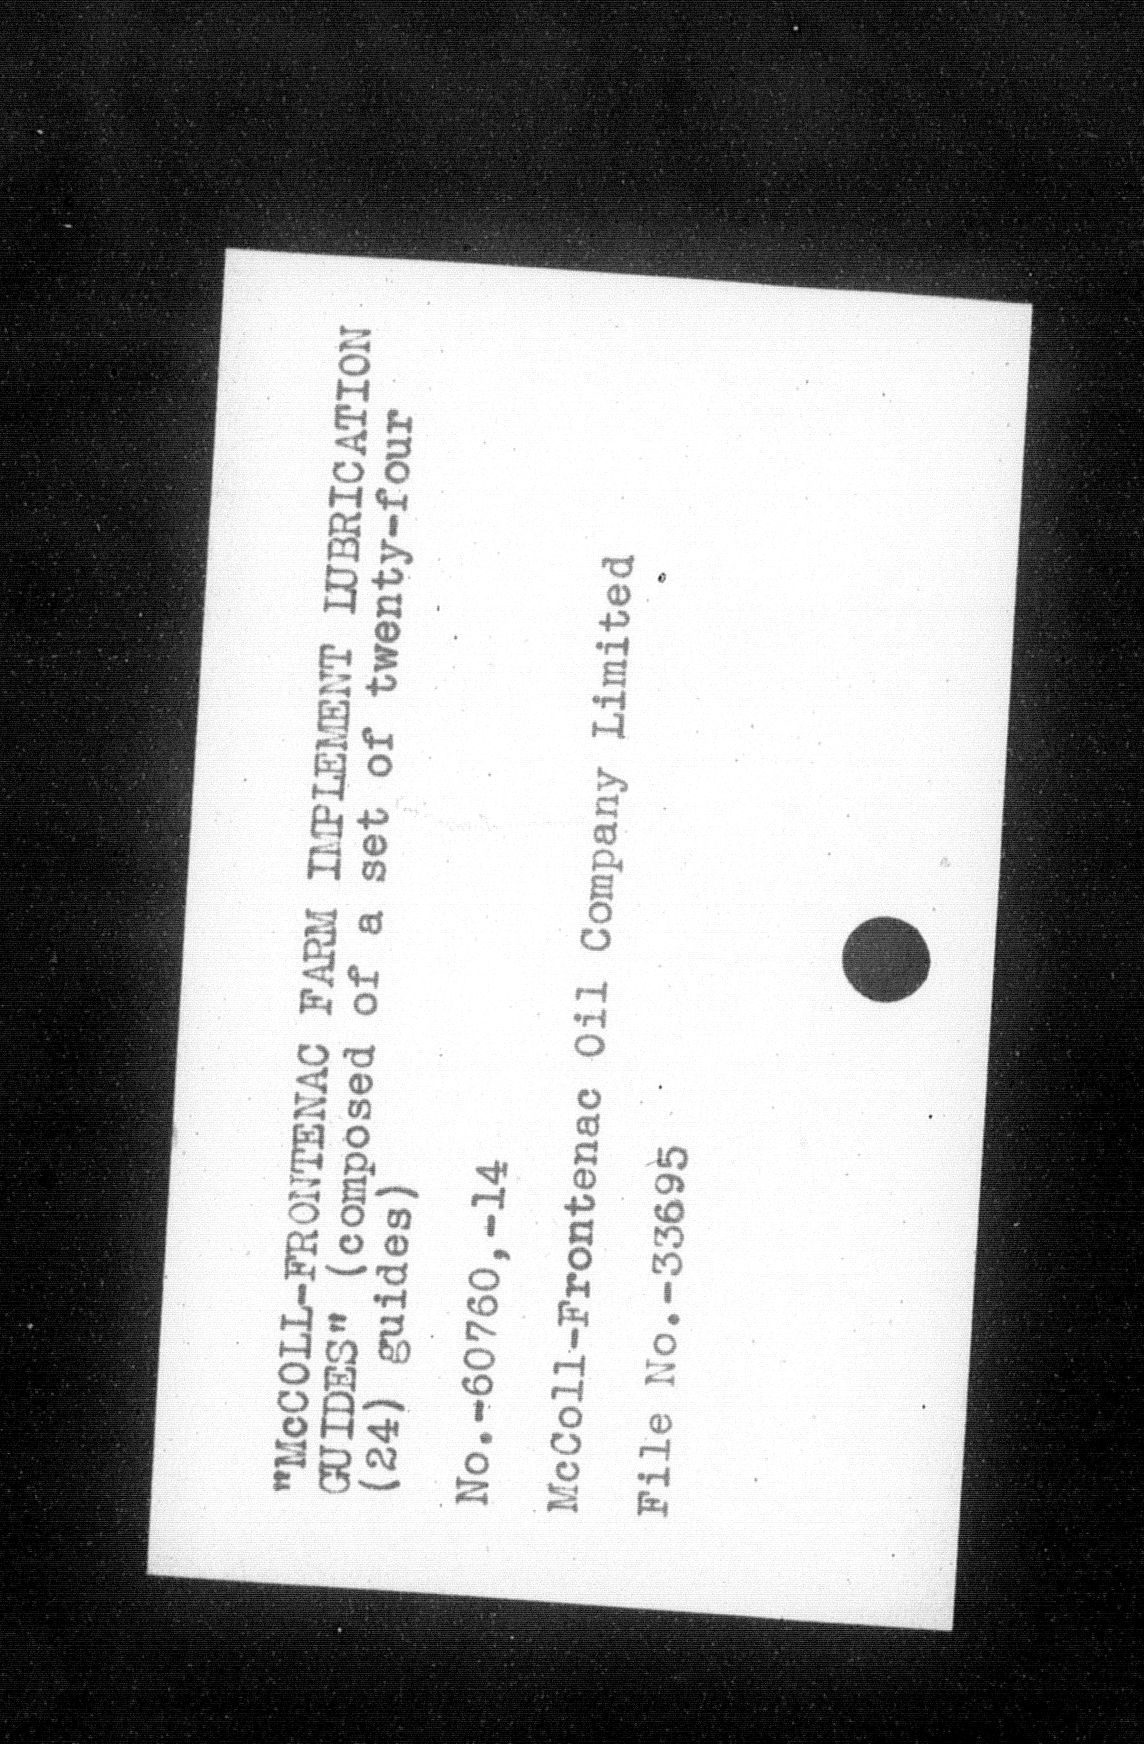 "McCOLL-FRONTENAC FARM IMPLEMENT LUBRICATION
GUIDES" (composed of a set of twenty-four
(24) guides)
No.-60760,-14
McColl-Frontenac Oil Company Limited
File No.-33695